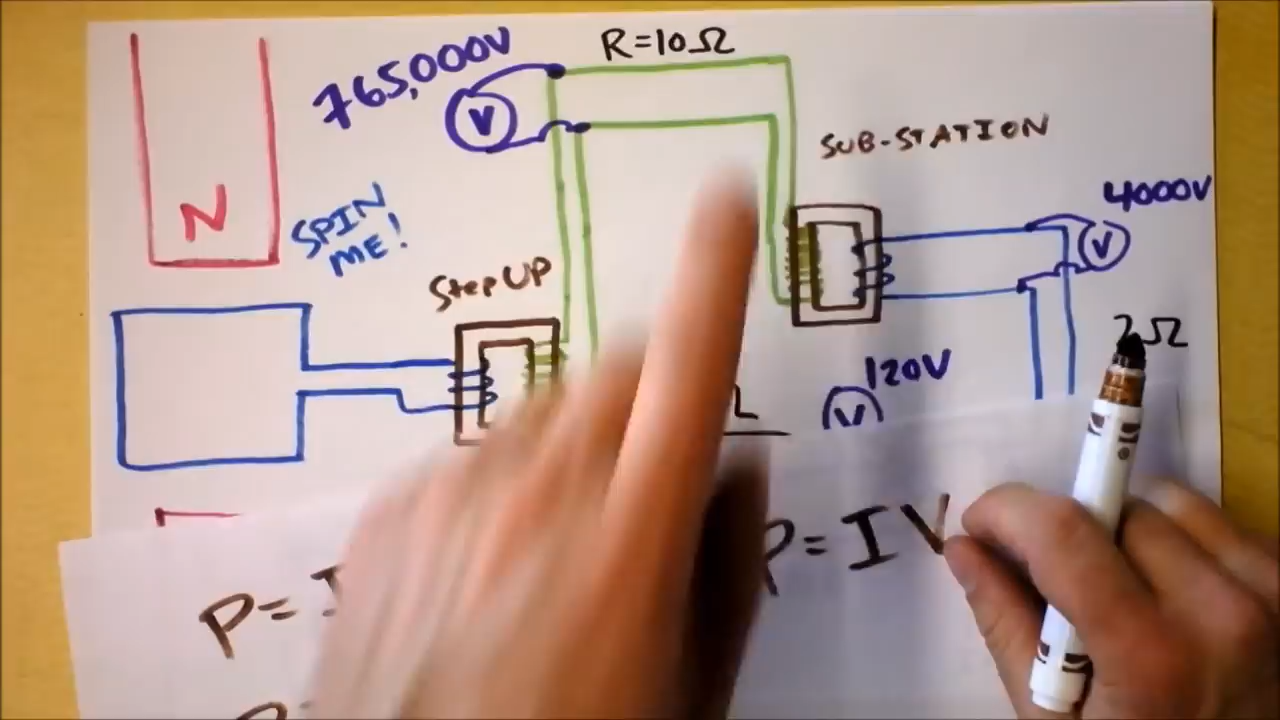 765,000V
R=10Ω
V
SUB-STATION
N
SPIN
ME!
4000V
V
Step UP
Ω
120V
V
P=IV
P=